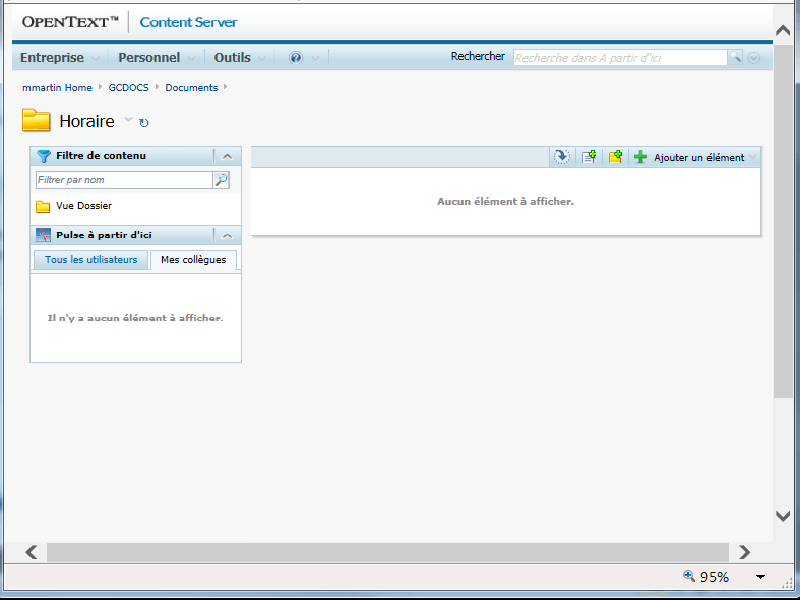 OPENTEXT™ Content Server
Entreprise Personnel Outils Rechercher Recherche dans A partir d'ici
mmartin Home GCDOCS Documents
Horaire
Filtre de contenu
Ajouter un élément
Filtrer par nom
Aucun élément à afficher.
Vue Dossier
Pulse à partir d'ici
Tous les utilisateurs Mes collègues
Il n'y a aucun élément à afficher.
95%